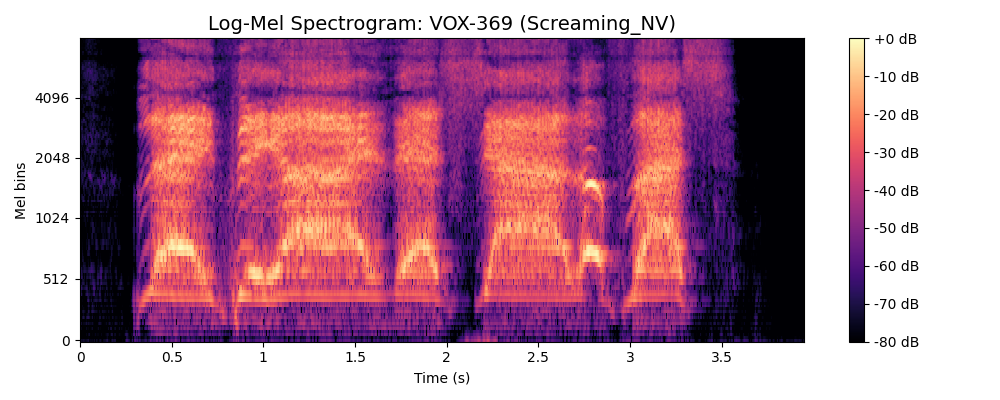 Log-Mel Spectrogram: VOX-369 (Screaming_NV)
+0 dB
-10 dB
-20 dB
-30 dB
-40 dB
-50 dB
-60 dB
-70 dB
-80 dB
Mel bins
4096
2048
1024
512
0
0 0.5 1 1.5 2 2.5 3 3.5
Time (s)